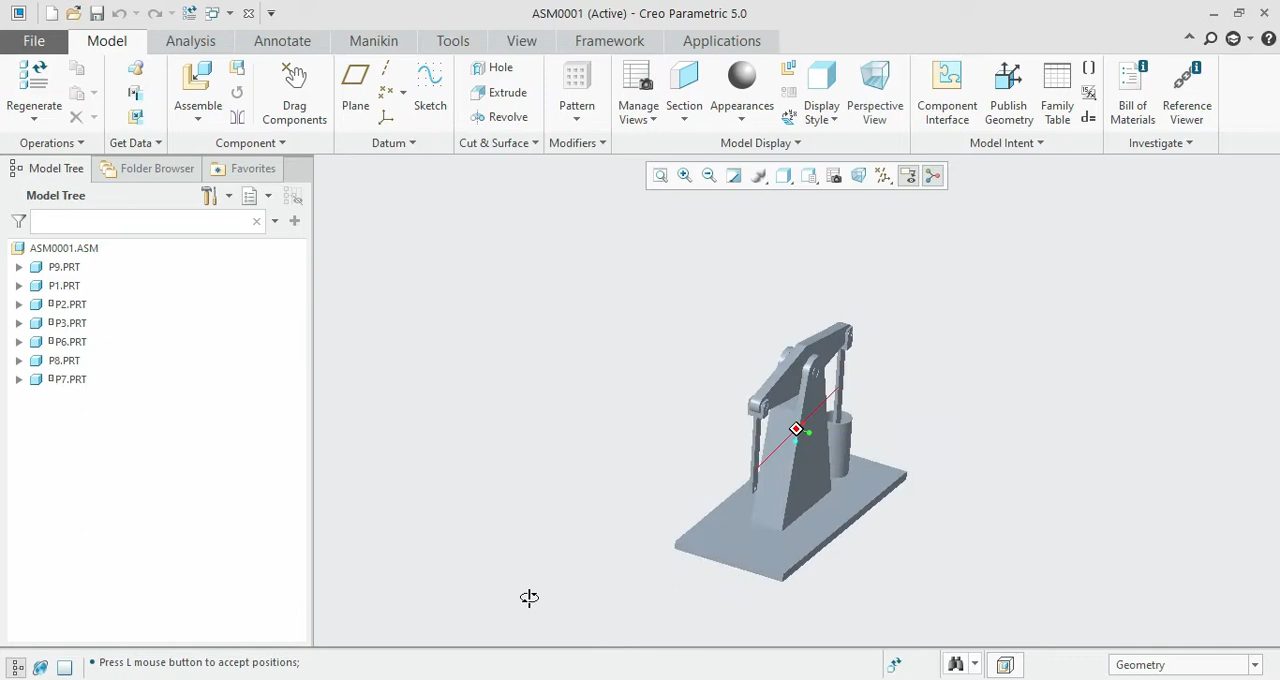 ASM0001 (Active) - Creo Parametric 5.0
File Model Analysis Annotate Manikin Tools View Framework Applications
Regenerate
Assemble
Drag Components
Plane
Sketch
Hole
Extrude
Revolve
Pattern
Manage Views
Section
Appearances
Display Style
Perspective View
Component Interface
Publish Geometry
Family Table
Bill of Materials
Reference Viewer
Operations Get Data Component Datum Cut & Surface Modifiers Model Display Model Intent Investigate
Model Tree Folder Browser Favorites
Model Tree
ASM0001.ASM
P9.PRT
P1.PRT
P2.PRT
P3.PRT
P6.PRT
P8.PRT
P7.PRT
• Press L mouse button to accept positions;
Geometry